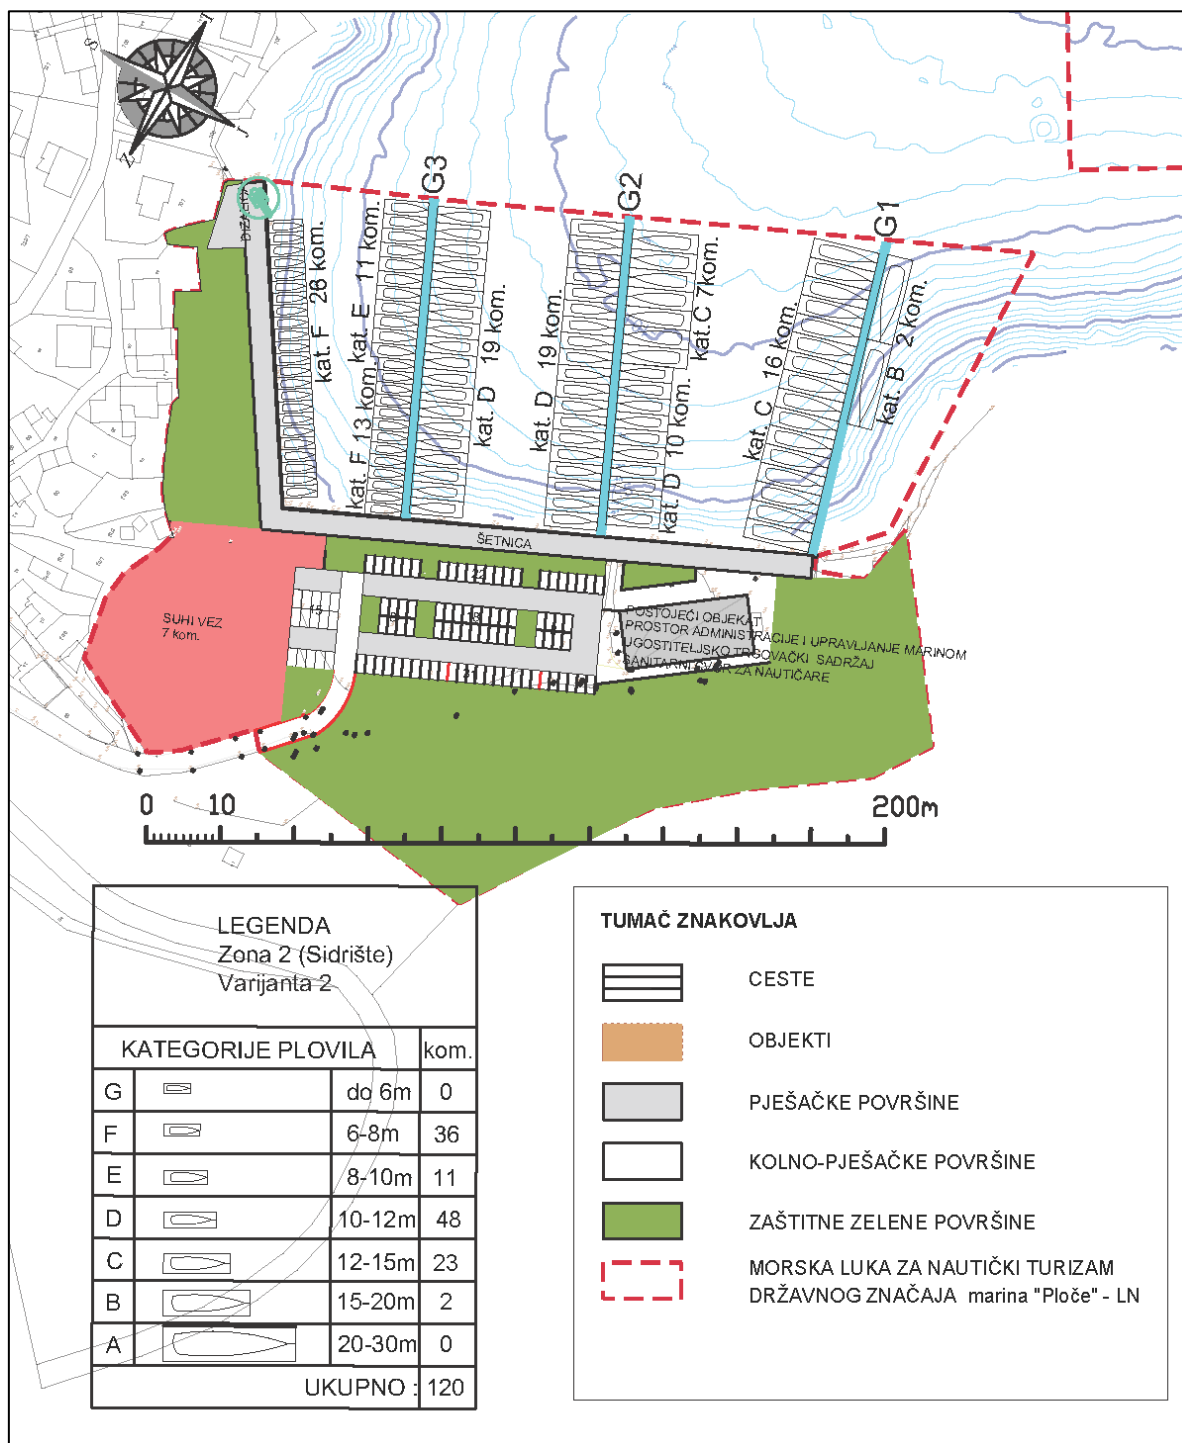 S
T
Z
J
DIZALICA
G3
G2
G1
kat. F 26 kom.
kat. F 13 kom.
kat. E 11 kom.
kat. D 19 kom.
kat. D 19 kom.
kat. D 10 kom.
kat. C 7kom.
kat. C 16 kom.
kat. B 2 kom.
ŠETNICA
SUHI VEZ
7 kom.
15
POSTOJEĆI OBJEKAT
PROSTOR ADMINISTRACIJE I UPRAVLJANJE MARINOM
UGOSTITELJSKO TRGOVAČKI SADRŽAJ
SANITARNI ČVOR ZA NAUTIČARE
0 10 200m
LEGENDA
Zona 2 (Sidrište)
Varijanta 2
KATEGORIJE PLOVILA kom.
G do 6m 0
F 6-8m 36
E 8-10m 11
D 10-12m 48
C 12-15m 23
B 15-20m 2
A 20-30m 0
UKUPNO : 120
TUMAČ ZNAKOVLJA
CESTE
OBJEKTI
PJEŠAČKE POVRŠINE
KOLNO-PJEŠAČKE POVRŠINE
ZAŠTITNE ZELENE POVRŠINE
MORSKA LUKA ZA NAUTIČKI TURIZAM
DRŽAVNOG ZNAČAJA marina "Ploče" - LN